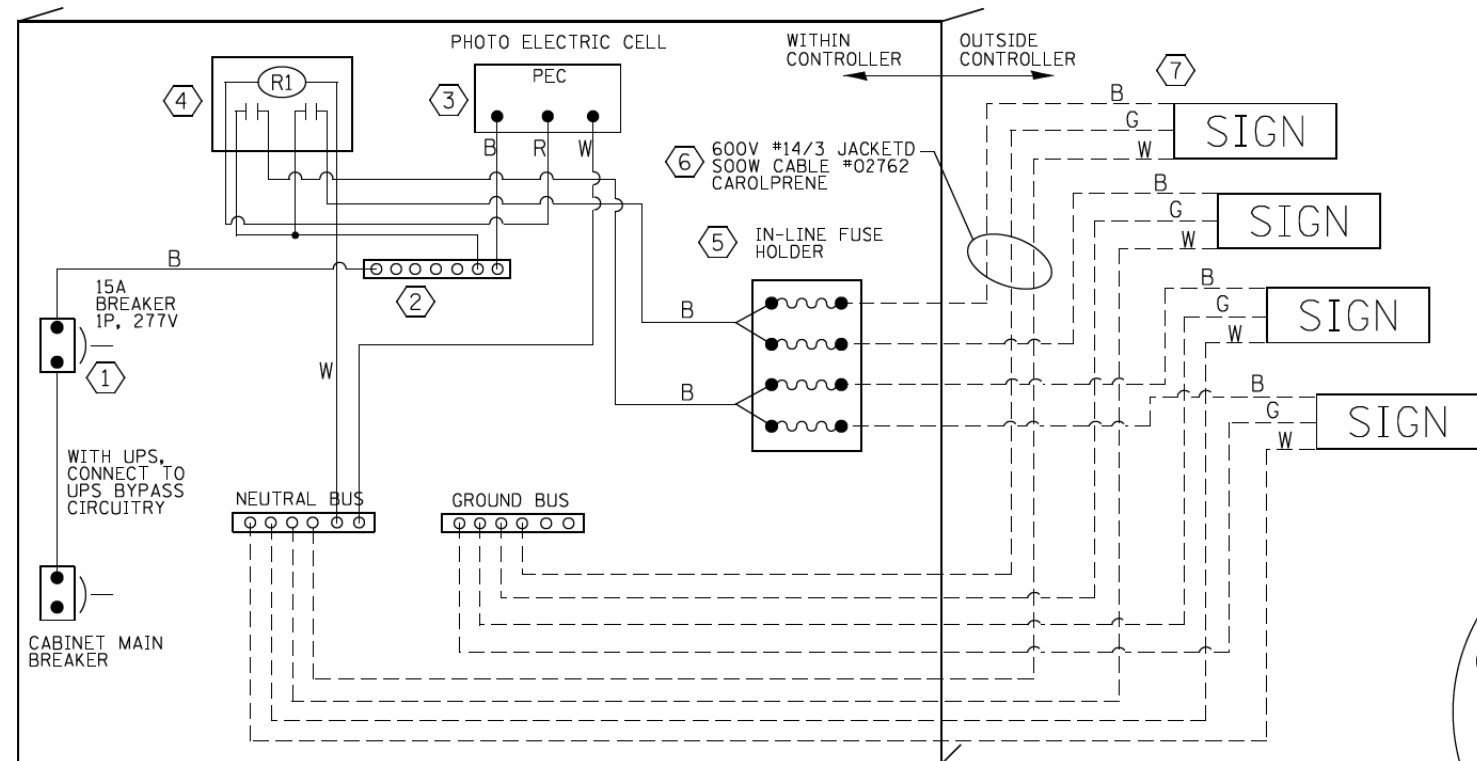 PHOTO ELECTRIC CELL
WITHIN
CONTROLLER
OUTSIDE
CONTROLLER
4
R1
3
PEC
B
R
W
7
B
G
W
SIGN
6
600V #14/3 JACKETD
SOOW CABLE #02762
CAROLPRENE
B
G
W
SIGN
5
IN-LINE FUSE
HOLDER
B
2
15A
BREAKER
1P, 277V
1
W
B
B
B
G
W
SIGN
B
G
W
SIGN
WITH UPS,
CONNECT TO
UPS BYPASS
CIRCUITRY
NEUTRAL BUS
GROUND BUS
CABINET MAIN
BREAKER